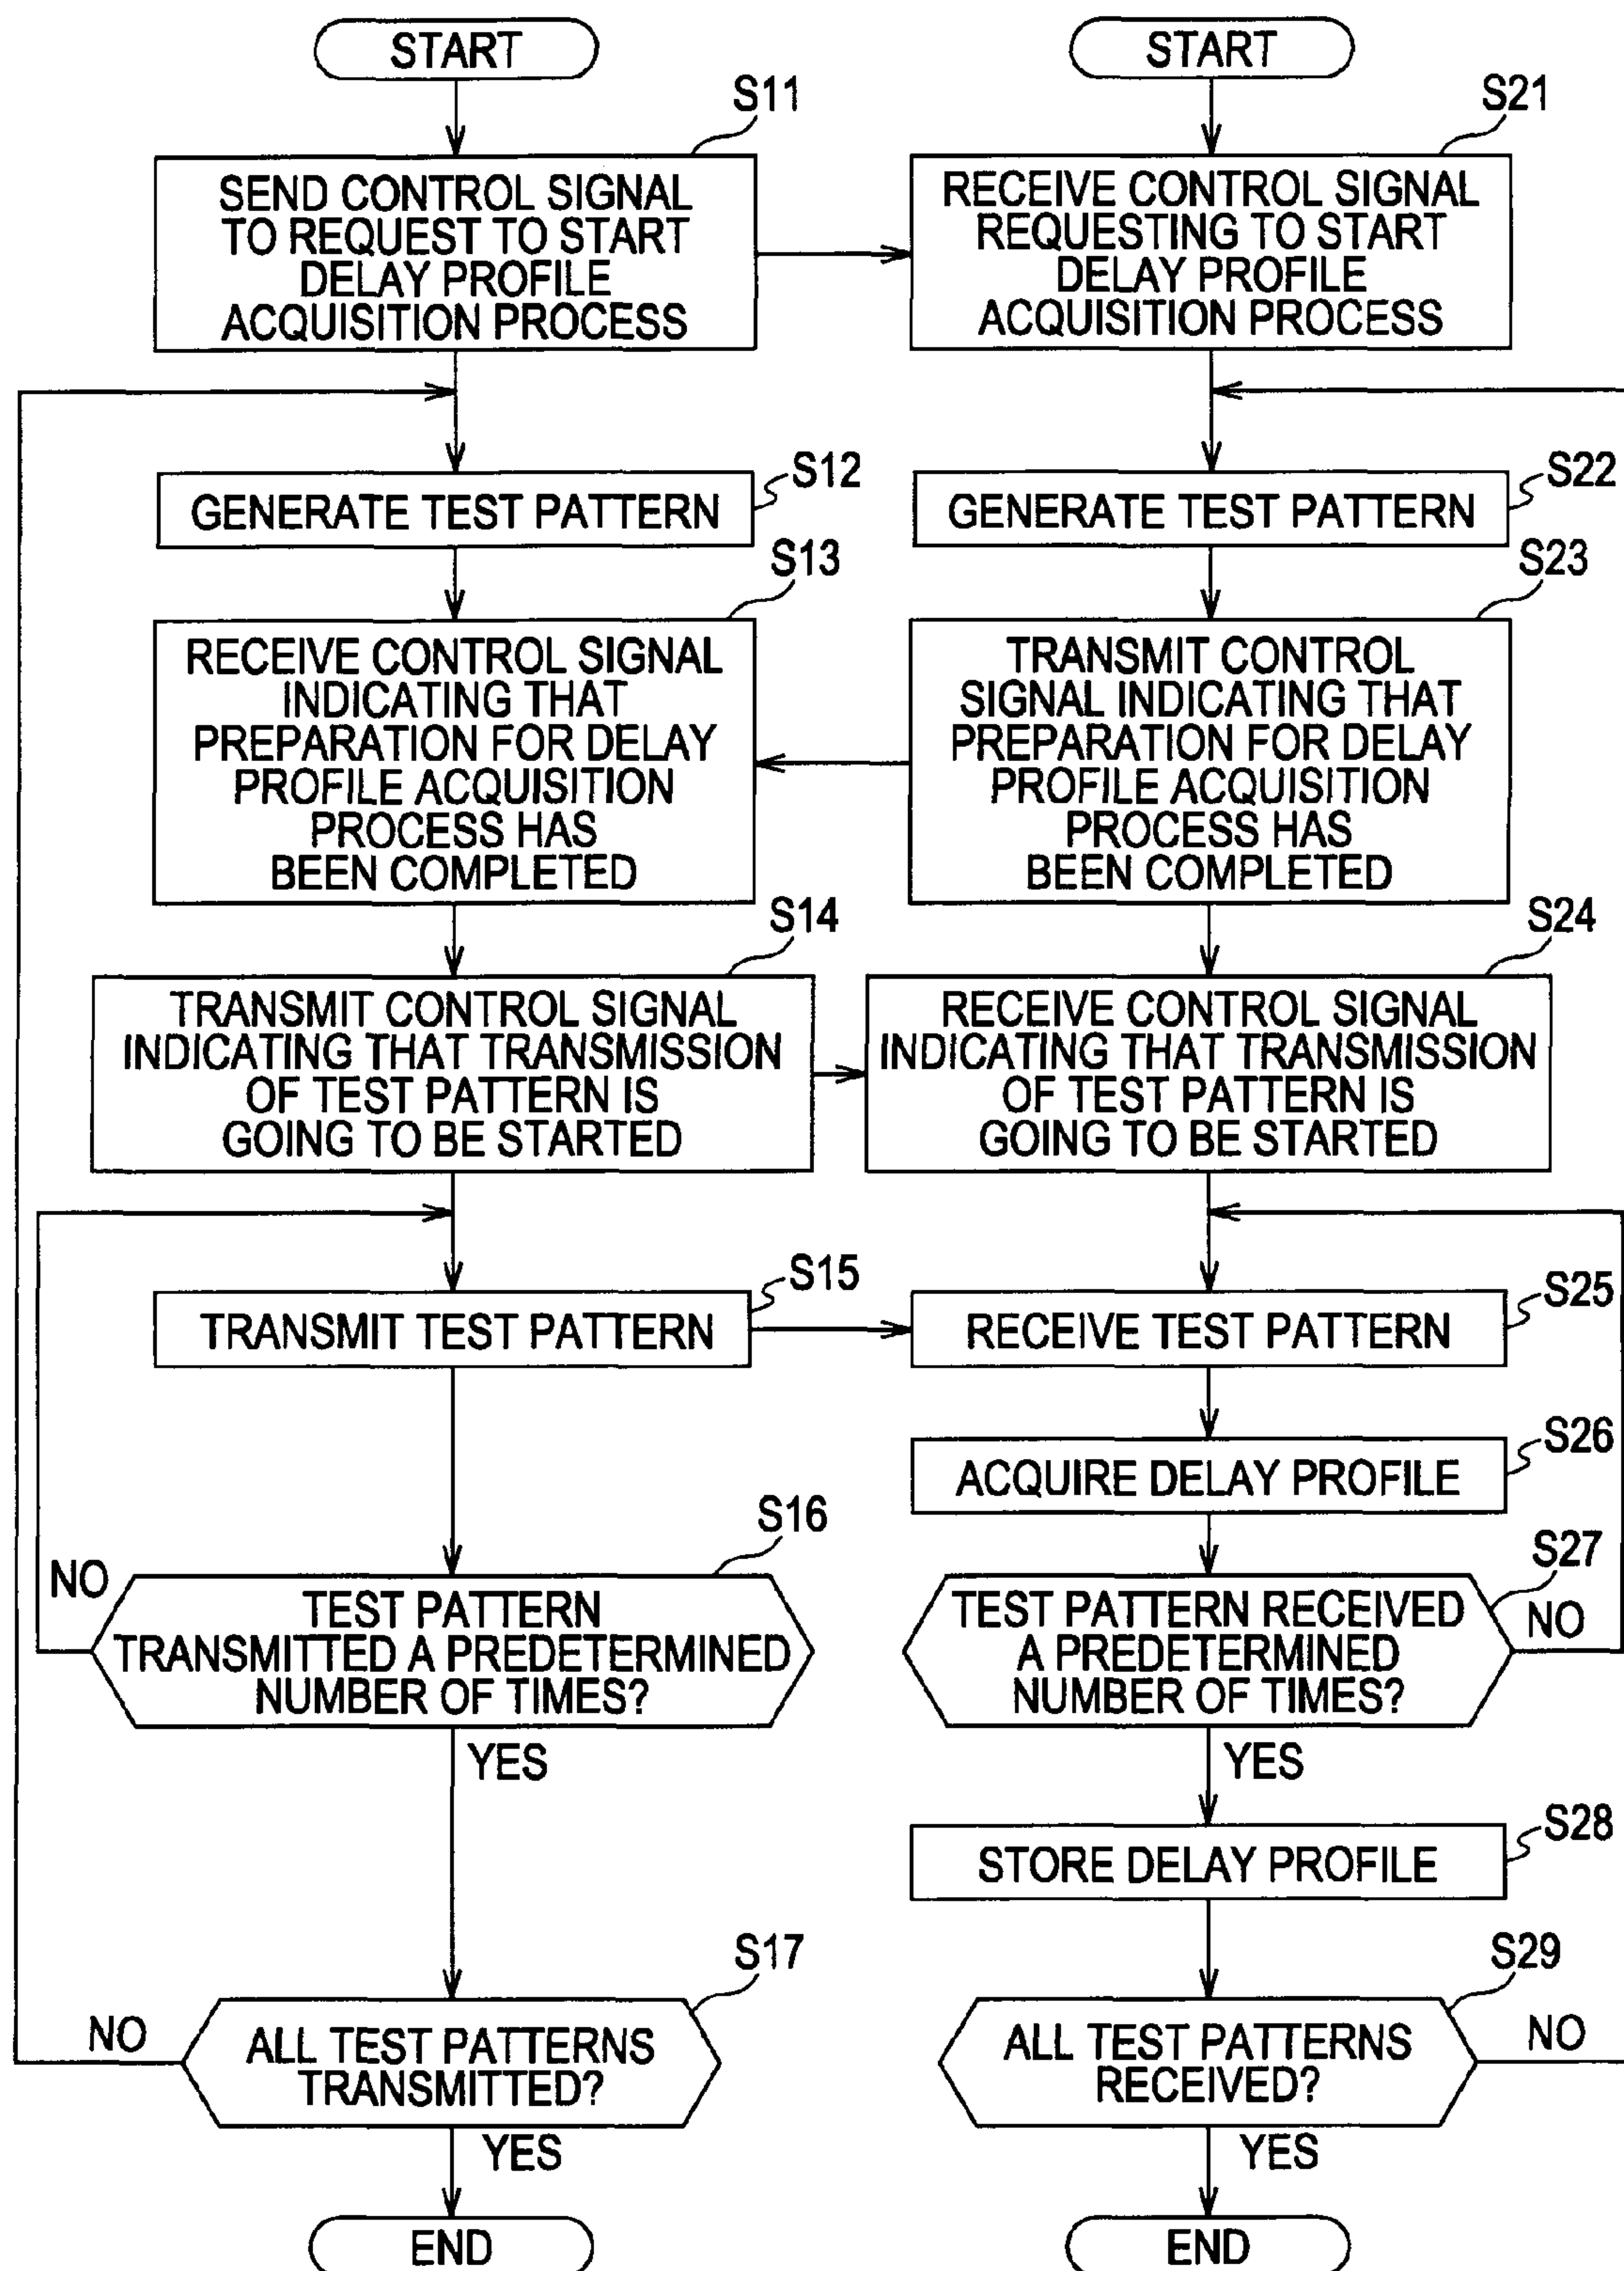 START
S11
SEND CONTROL SIGNAL
TO REQUEST TO START
DELAY PROFILE
ACQUISITION PROCESS
S12
GENERATE TEST PATTERN
S13
RECEIVE CONTROL SIGNAL
INDICATING THAT
PREPARATION FOR DELAY
PROFILE ACQUISITION
PROCESS HAS
BEEN COMPLETED
S14
TRANSMIT CONTROL SIGNAL
INDICATING THAT TRANSMISSION
OF TEST PATTERN IS
GOING TO BE STARTED
S15
TRANSMIT TEST PATTERN
S16
NO
TEST PATTERN
TRANSMITTED A PREDETERMINED
NUMBER OF TIMES?
YES
S17
NO
ALL TEST PATTERNS
TRANSMITTED?
YES
END
START
S21
RECEIVE CONTROL SIGNAL
REQUESTING TO START
DELAY PROFILE
ACQUISITION PROCESS
S22
GENERATE TEST PATTERN
S23
TRANSMIT CONTROL
SIGNAL INDICATING THAT
PREPARATION FOR DELAY
PROFILE ACQUISITION
PROCESS HAS
BEEN COMPLETED
S24
RECEIVE CONTROL SIGNAL
INDICATING THAT TRANSMISSION
OF TEST PATTERN IS
GOING TO BE STARTED
S25
RECEIVE TEST PATTERN
S26
ACQUIRE DELAY PROFILE
S27
TEST PATTERN RECEIVED
A PREDETERMINED
NUMBER OF TIMES?
NO
YES
S28
STORE DELAY PROFILE
S29
ALL TEST PATTERNS
RECEIVED?
NO
YES
END